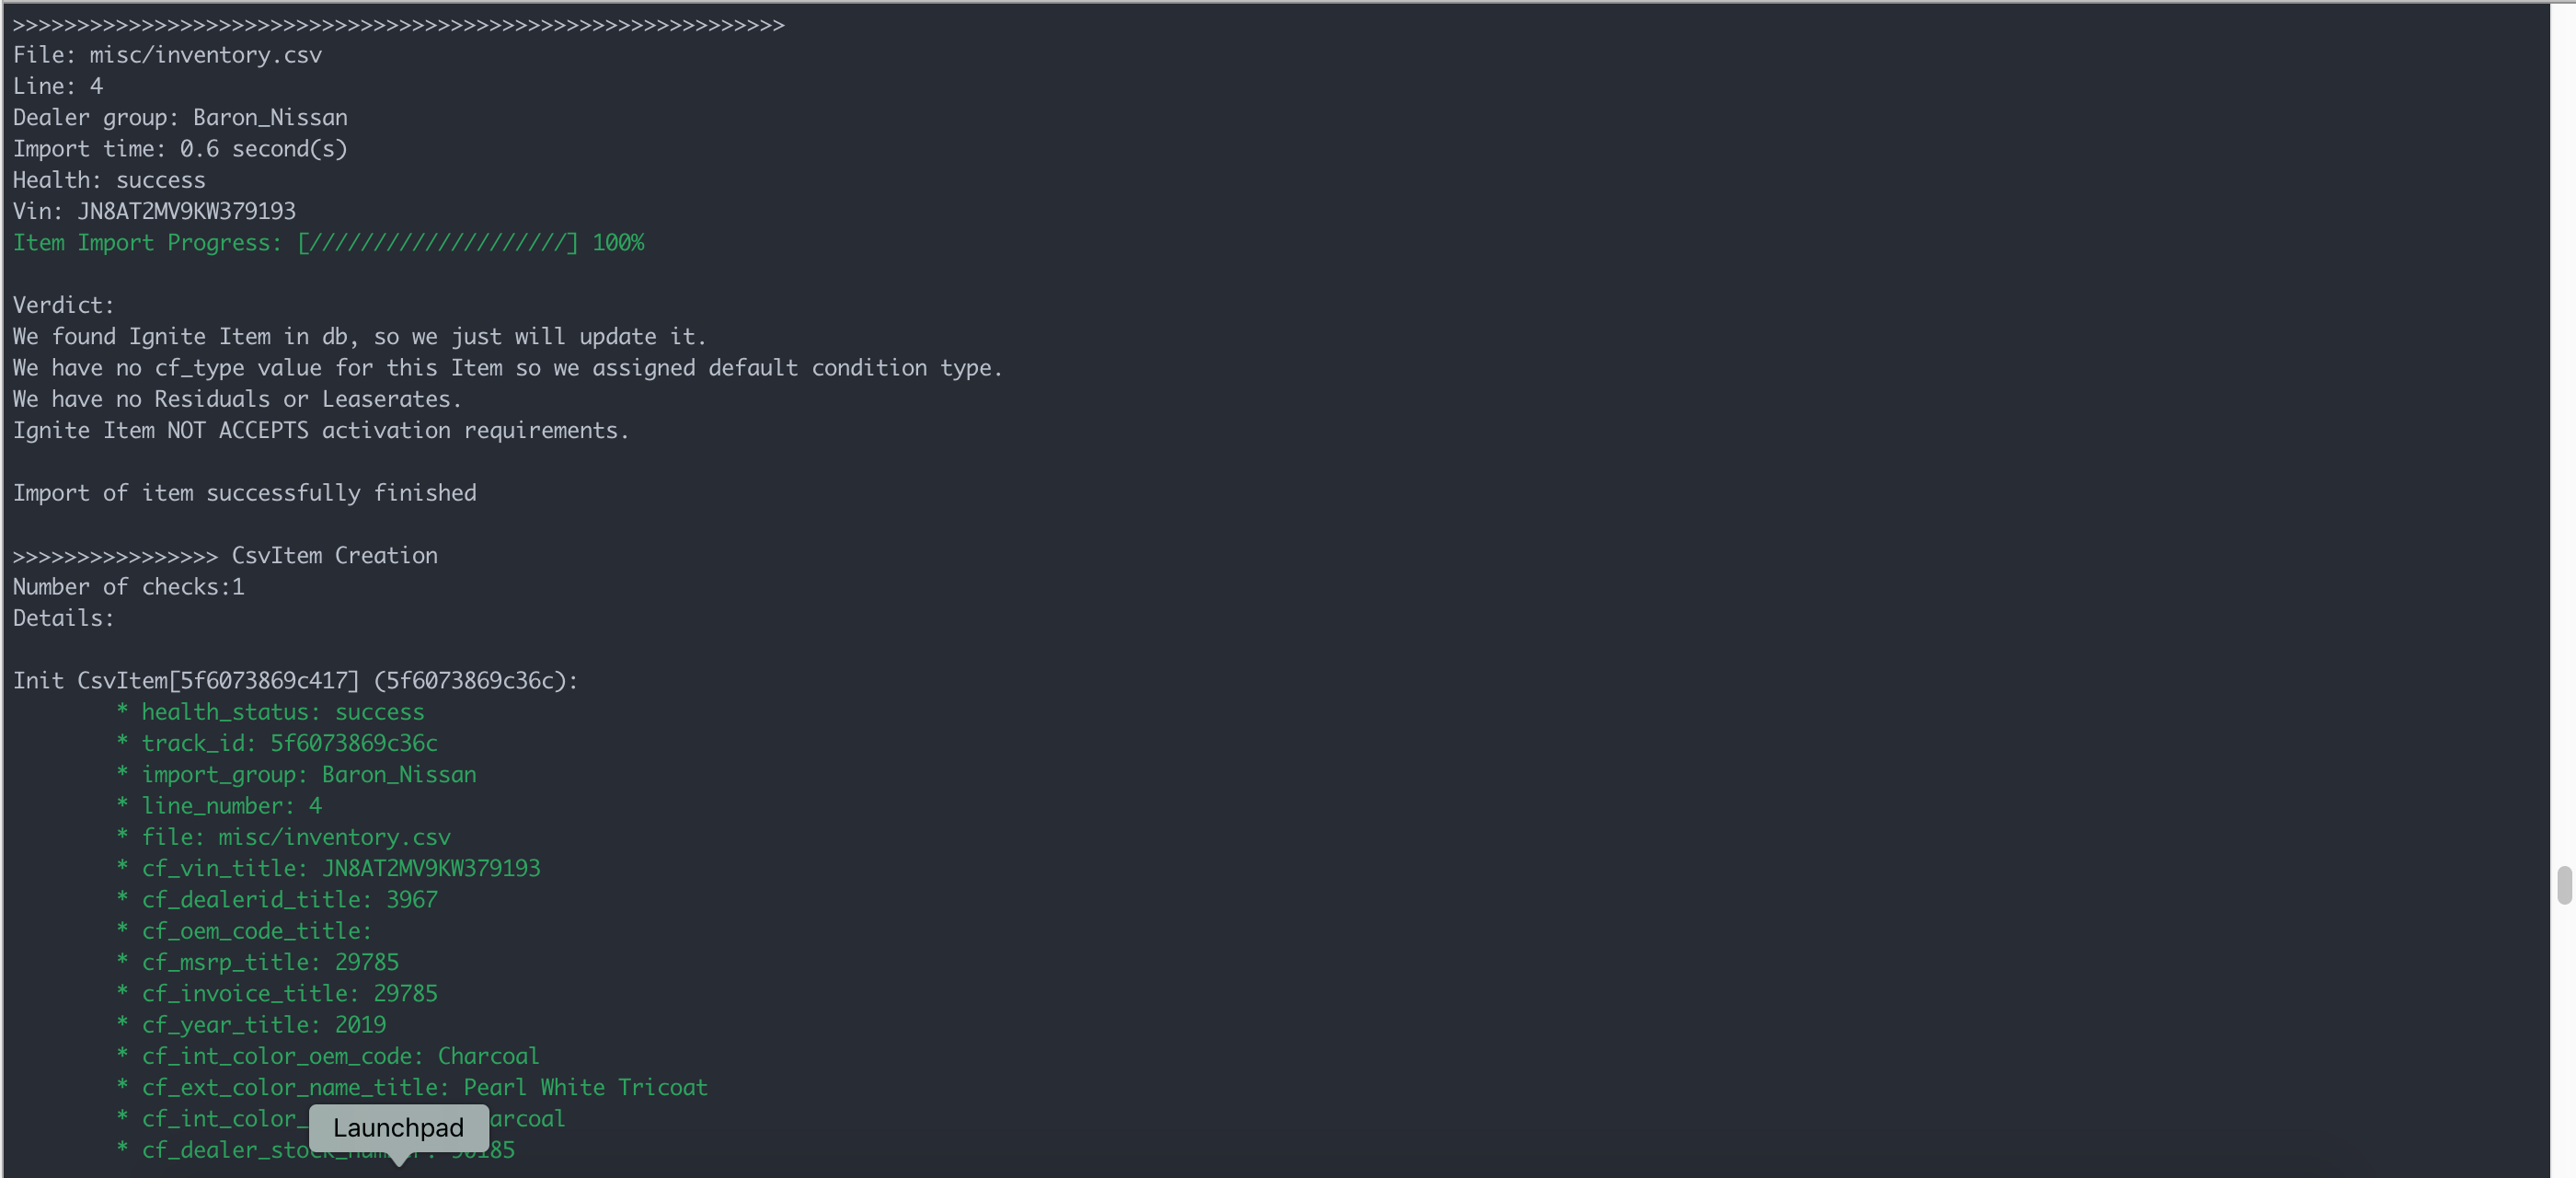 >>>>>>>>>>>>>>>>>>>>>>>>>>>>>>>>>>>>>>>>>>>>>>>>>>>>>>>>>>>>
File: misc/inventory.csv
Line: 4
Dealer group: Baron_Nissan
Import time: 0.6 second(s)
Health: success
Vin: JN8AT2MV9KW379193
Item Import Progress: [////////////////////] 100%
Verdict:
We found Ignite Item in db, so we just will update it.
We have no cf_type value for this Item so we assigned default condition type.
We have no Residuals or Leaserates.
Ignite Item NOT ACCEPTS activation requirements.
Import of item successfully finished
>>>>>>>>>>>>>>>> CsvItem Creation
Number of checks:1
Details:
Init CsvItem[5f6073869c417] (5f6073869c36c):
* health_status: success
* track_id: 5f6073869c36c
* import_group: Baron_Nissan
* line_number: 4
* file: misc/inventory.csv
* cf_vin_title: JN8AT2MV9KW379193
* cf_dealerid_title: 3967
* cf_oem_code_title:
* cf_msrp_title: 29785
* cf_invoice_title: 29785
* cf_year_title: 2019
* cf_int_color_oem_code: Charcoal
* cf_ext_color_name_title: Pearl White Tricoat
* cf_int_color_ arcoal
Launchpad
* cf_dealer_stock_number: 185